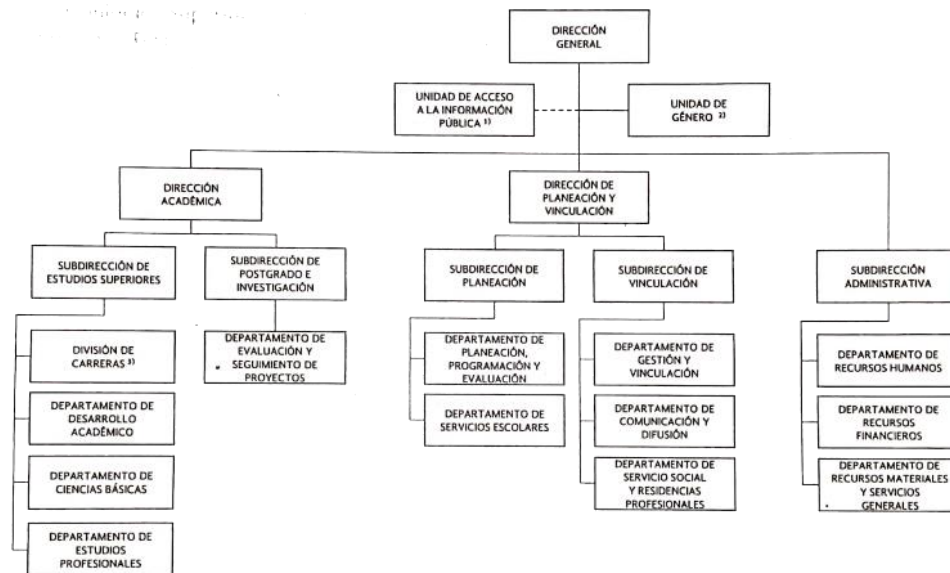 DIRECCIÓN
GENERAL
UNIDAD DE ACCESO
A LA INFORMACIÓN
PÚBLICA 1)
UNIDAD DE
GÉNERO 2)
DIRECCIÓN
ACADÉMICA
DIRECCIÓN DE
PLANEACIÓN Y
VINCULACIÓN
SUBDIRECCIÓN DE
ESTUDIOS SUPERIORES
SUBDIRECCIÓN DE
POSTGRADO E
INVESTIGACIÓN
SUBDIRECCIÓN DE
PLANEACIÓN
SUBDIRECCIÓN DE
VINCULACIÓN
SUBDIRECCIÓN
ADMINISTRATIVA
DIVISIÓN DE
CARRERAS 3)
DEPARTAMENTO DE
DESARROLLO
ACADÉMICO
DEPARTAMENTO DE
CIENCIAS BÁSICAS
DEPARTAMENTO DE
ESTUDIOS
PROFESIONALES
DEPARTAMENTO DE
EVALUACIÓN Y
SEGUIMIENTO DE
PROYECTOS
DEPARTAMENTO DE
PLANEACIÓN,
PROGRAMACIÓN Y
EVALUACIÓN
DEPARTAMENTO DE
SERVICIOS ESCOLARES
DEPARTAMENTO DE
GESTIÓN Y
VINCULACIÓN
DEPARTAMENTO DE
COMUNICACIÓN Y
DIFUSIÓN
DEPARTAMENTO DE
SERVICIO SOCIAL
Y RESIDENCIAS
PROFESIONALES
DEPARTAMENTO DE
RECURSOS HUMANOS
DEPARTAMENTO DE
RECURSOS
FINANCIEROS
DEPARTAMENTO DE
RECURSOS MATERIALES
Y SERVICIOS
GENERALES